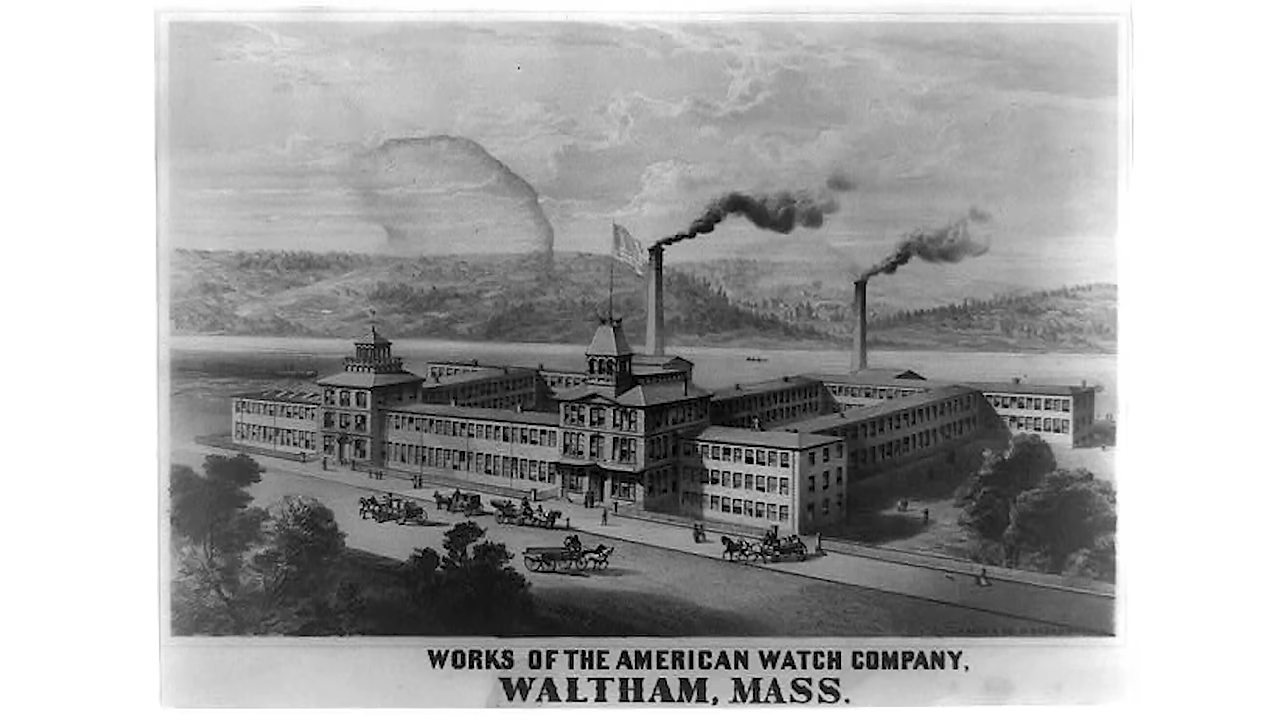 WORKS OF THE AMERICAN WATCH COMPANY,
WALTHAM, MASS.